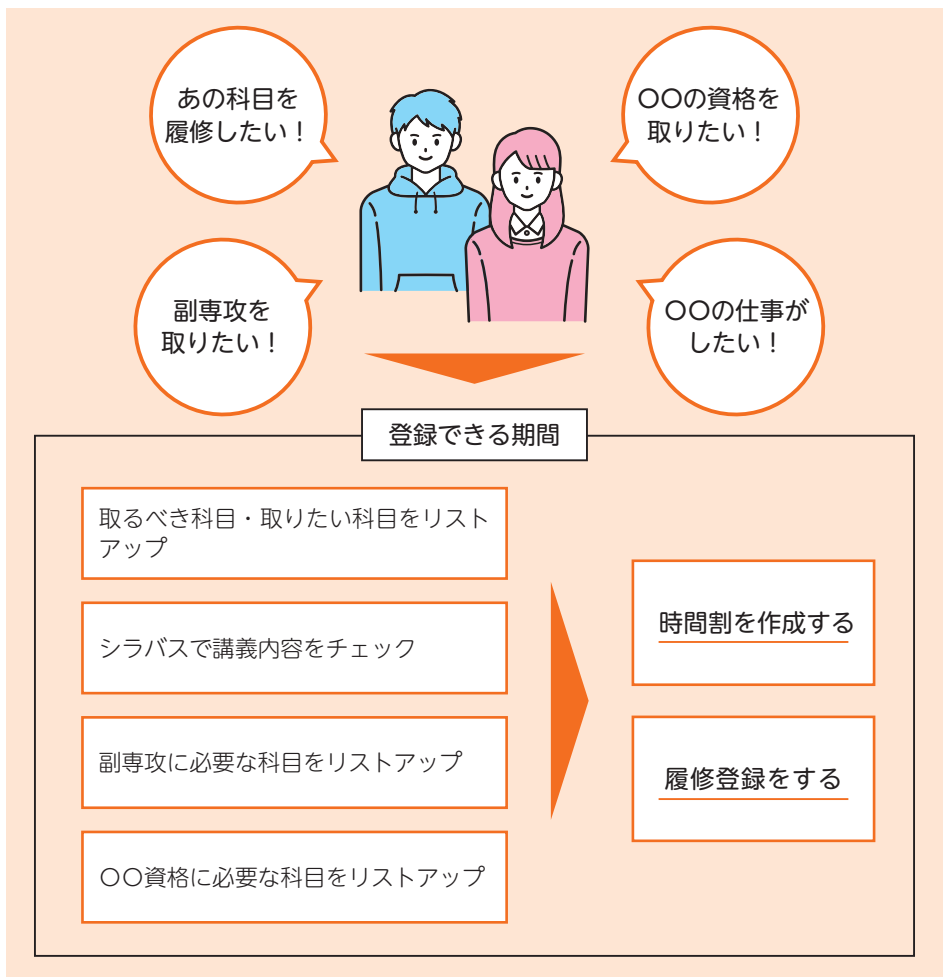 あの科目を
履修したい！
〇〇の資格を
取りたい！
副専攻を
取りたい！
〇〇の仕事が
したい！
登録できる期間
取るべき科目・取りたい科目をリスト
アップ
シラバスで講義内容をチェック
副専攻に必要な科目をリストアップ
〇〇資格に必要な科目をリストアップ
時間割を作成する
履修登録をする